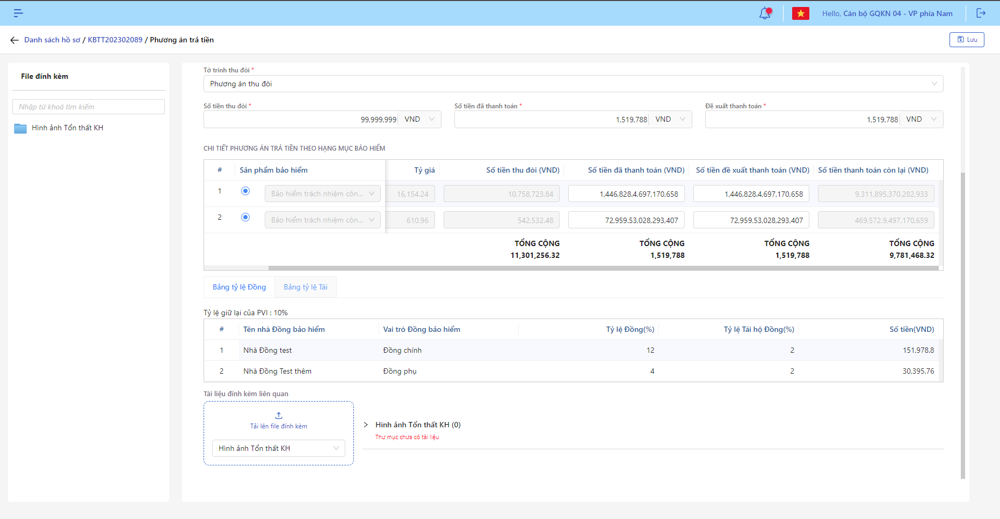 Hello, Cán bộ GQKN 04 - VP phía Nam
Danh sách hồ sơ / KBTT202302089 / Phương án trả tiền
Lưu
File đính kèm
Nhập từ khoá tìm kiếm
Hình ảnh Tổn thất KH
Tờ trình thu đòi *
Phương án thu đòi
Số tiền thu đòi * Số tiền đã thanh toán * Đề xuất thanh toán *
99,999,999 VND 1,519,788 VND 1,519,788 VND
CHI TIẾT PHƯƠNG ÁN TRẢ TIỀN THEO HẠNG MỤC BẢO HIỂM
# Sản phẩm bảo hiểm Tỷ giá Số tiền thu đòi (VND) Số tiền đã thanh toán (VND) Số tiền đề xuất thanh toán (VND) Số tiền thanh toán còn lại (VND)
1 Bảo hiểm trách nhiệm côn... 16,154.24 10,758,723.84 1,446,828.4,697,170,658 1,446,828.4,697,170,658 9,311,895.370,282,933
2 Bảo hiểm trách nhiệm côn... 610.96 542,532.48 72,959.53,028,293,407 72,959.53,028,293,407 469,572.9,497,170,659
TỔNG CỘNG TỔNG CỘNG TỔNG CỘNG TỔNG CỘNG
11,301,256.32 1,519,788 1,519,788 9,781,468.32
Bảng tỷ lệ Đồng Bảng tỷ lệ Tái
Tỷ lệ giữ lại của PVI : 10%
# Tên nhà Đồng bảo hiểm Vai trò Đồng bảo hiểm Tỷ lệ Đồng(%) Tỷ lệ Tái hộ Đồng(%) Số tiền(VND)
1 Nhà Đồng test Đồng chính 12 2 151,978.8
2 Nhà Đồng Test thêm Đồng phụ 4 2 30,395.76
Tài liệu đính kèm liên quan
Tải lên file đính kèm
Hình ảnh Tổn thất KH
Hình ảnh Tổn thất KH (0)
Thư mục chưa có tài liệu